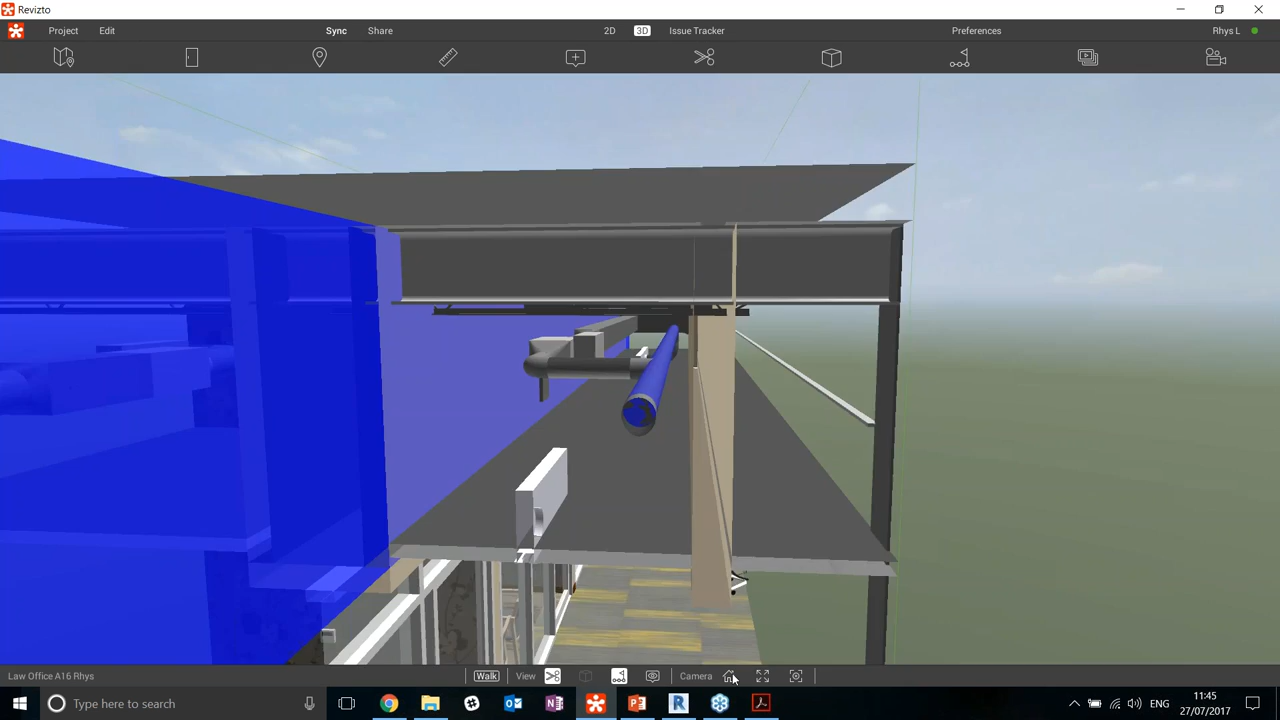 Revizto
Project Edit Sync Share 2D 3D Issue Tracker Preferences Rhys L
Law Office A16 Rhys Walk View Camera
Type here to search ENG 11:45
27/07/2017